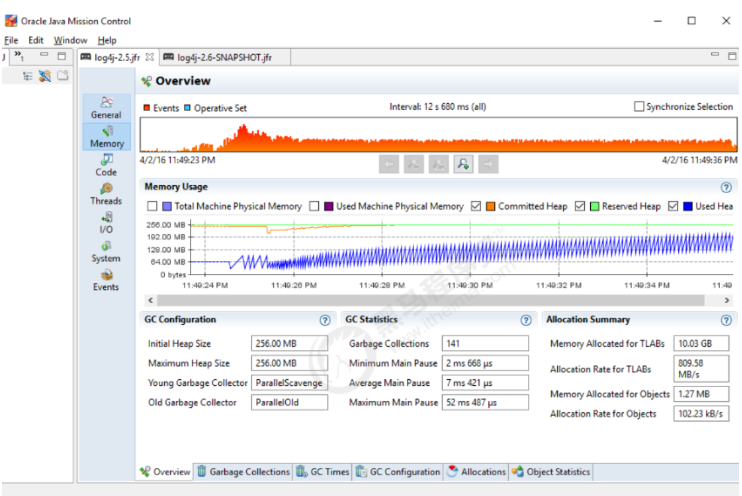 Oracle Java Mission Control
File Edit Window Help
log4j-2.5.jfr log4j-2.6-SNAPSHOT.jfr
Overview
Events Operative Set Interval: 12 s 680 ms (all) Synchronize Selection
General
Memory
4/2/16 11:49:23 PM 4/2/16 11:49:36 PM
Code
Memory Usage
Threads
Total Machine Physical Memory Used Machine Physical Memory Committed Heap Reserved Heap Used Hea
I/O
System
Events
256.00 MB
192.00 MB
128.00 MB
64.00 MB
0 bytes
11:49:24 PM 11:49:26 PM 11:49:28 PM 11:49:30 PM 11:49:32 PM 11:49:34 PM 11:49
GC Configuration GC Statistics Allocation Summary
Initial Heap Size 256.00 MB Garbage Collections 141 Memory Allocated for TLABs 10.03 GB
Maximum Heap Size 256.00 MB Minimum Main Pause 2 ms 668 μs Allocation Rate for TLABs 809.58 MB/s
Young Garbage Collector ParallelScavenge Average Main Pause 7 ms 421 μs Memory Allocated for Objects 1.27 MB
Old Garbage Collector ParallelOld Maximum Main Pause 52 ms 487 μs Allocation Rate for Objects 102.23 kB/s
Overview Garbage Collections GC Times GC Configuration Allocations Object Statistics